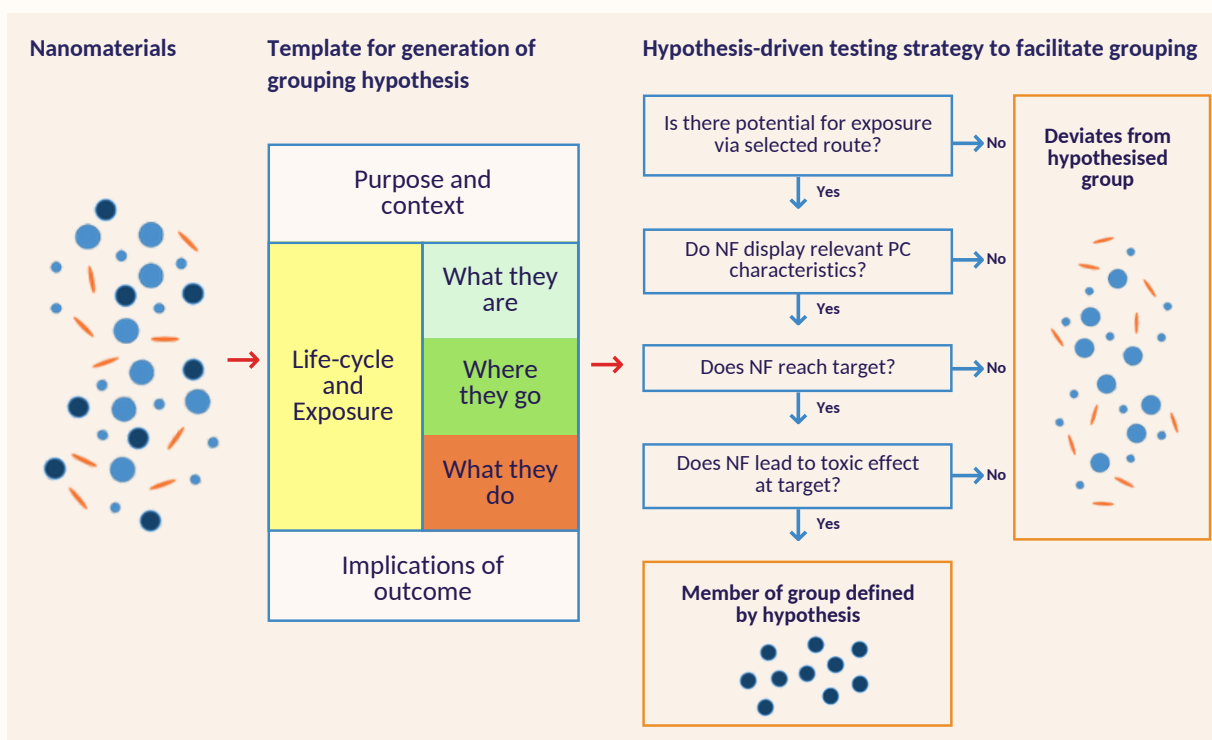 Nanomaterials
Template for generation of
grouping hypothesis
Purpose and
context
Life-cycle
and
Exposure
What they
are
Where
they go
What they
do
Implications of
outcome
Hypothesis-driven testing strategy to facilitate grouping
Is there potential for exposure
via selected route?
No
Yes
Do NF display relevant PC
characteristics?
No
Yes
Does NF reach target?
No
Yes
Does NF lead to toxic effect
at target?
No
Yes
Member of group defined
by hypothesis
Deviates from
hypothesised
group